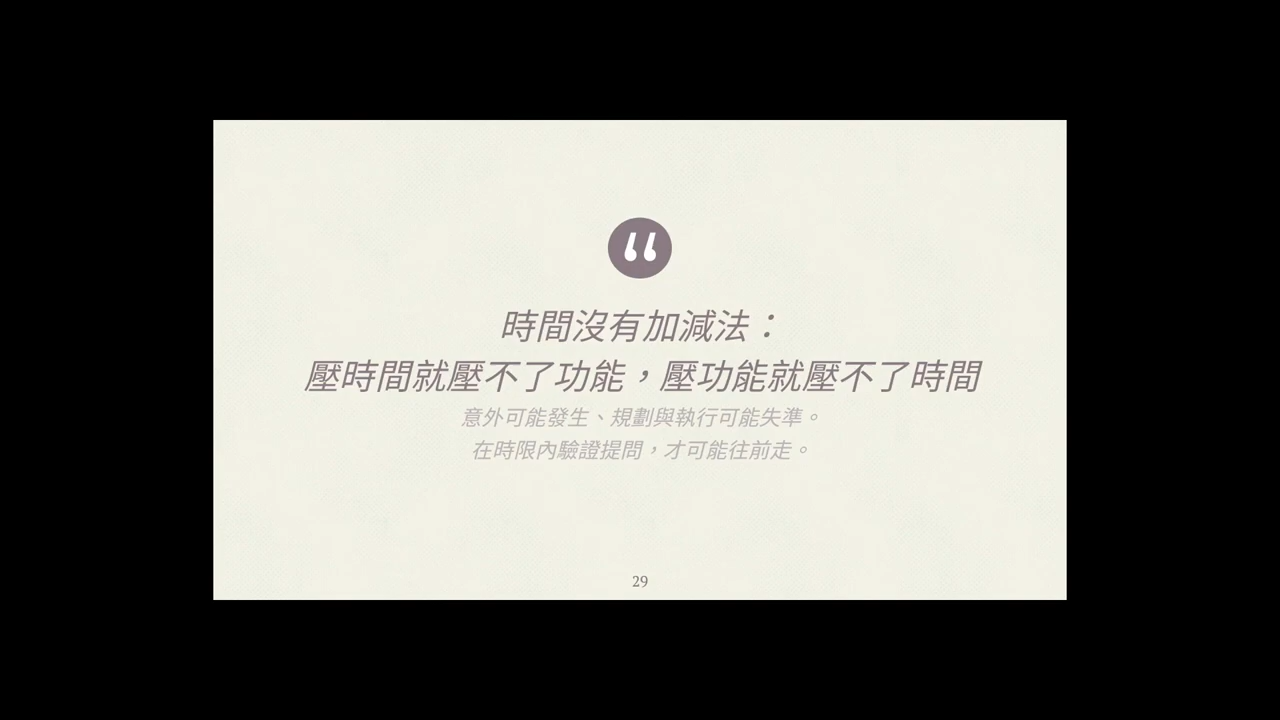 “
時間沒有加減法：
壓時間就壓不了功能，壓功能就壓不了時間
意外可能發生、規劃與執行可能失準。
在時限內驗證提問，才可能往前走。
29